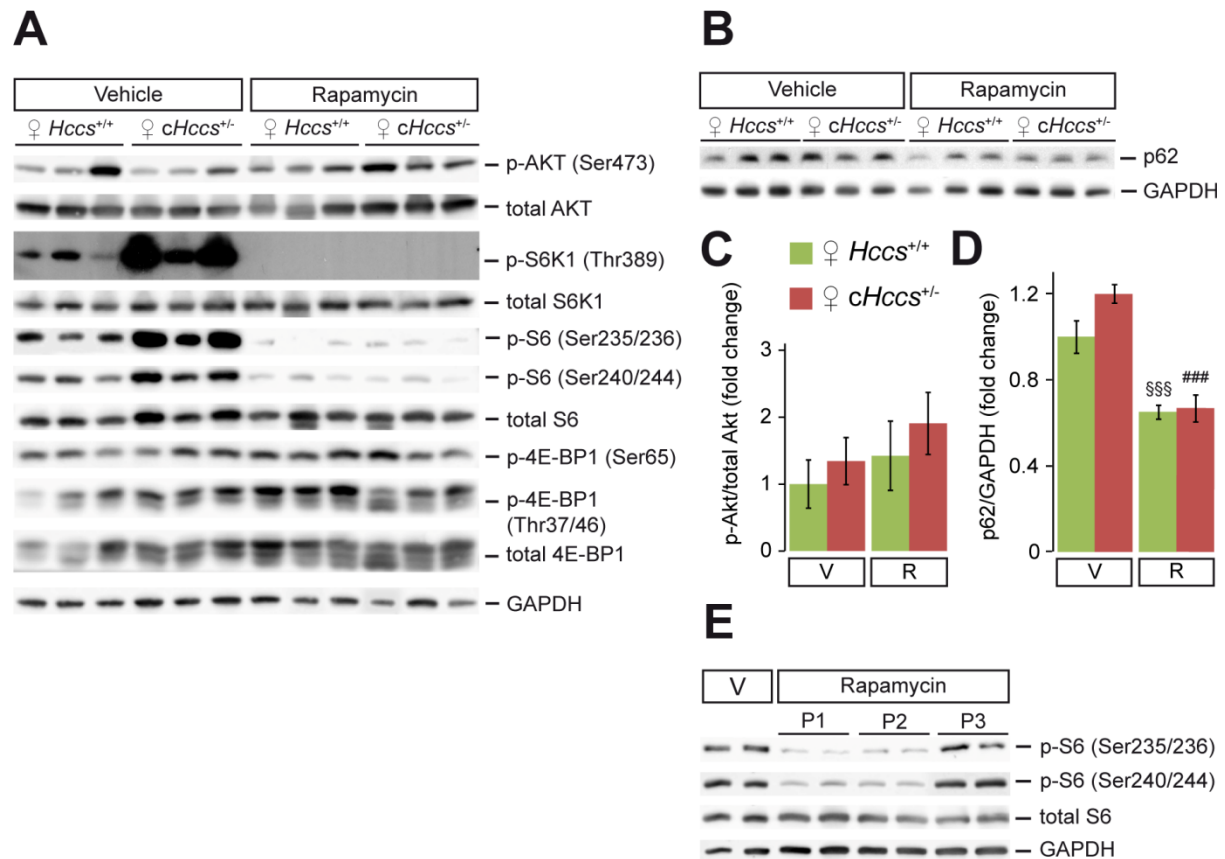 A
Vehicle
Rapamycin
♀ Hccs+/+
♀ cHccs+/-
♀ Hccs+/+
♀ cHccs+/-
p-AKT (Ser473)
total AKT
p-S6K1 (Thr389)
total S6K1
p-S6 (Ser235/236)
p-S6 (Ser240/244)
total S6
p-4E-BP1 (Ser65)
p-4E-BP1
(Thr37/46)
total 4E-BP1
GAPDH
B
Vehicle
Rapamycin
♀ Hccs+/+
♀ cHccs+/-
♀ Hccs+/+
♀ cHccs+/-
p62
GAPDH
C
♀ Hccs+/+
♀ cHccs+/-
p-Akt/total Akt (fold change)
3
2
1
0
V
R
D
p62/GAPDH (fold change)
1.2
0.8
0.4
0
§§§
###
V
R
E
V
Rapamycin
P1
P2
P3
p-S6 (Ser235/236)
p-S6 (Ser240/244)
total S6
GAPDH